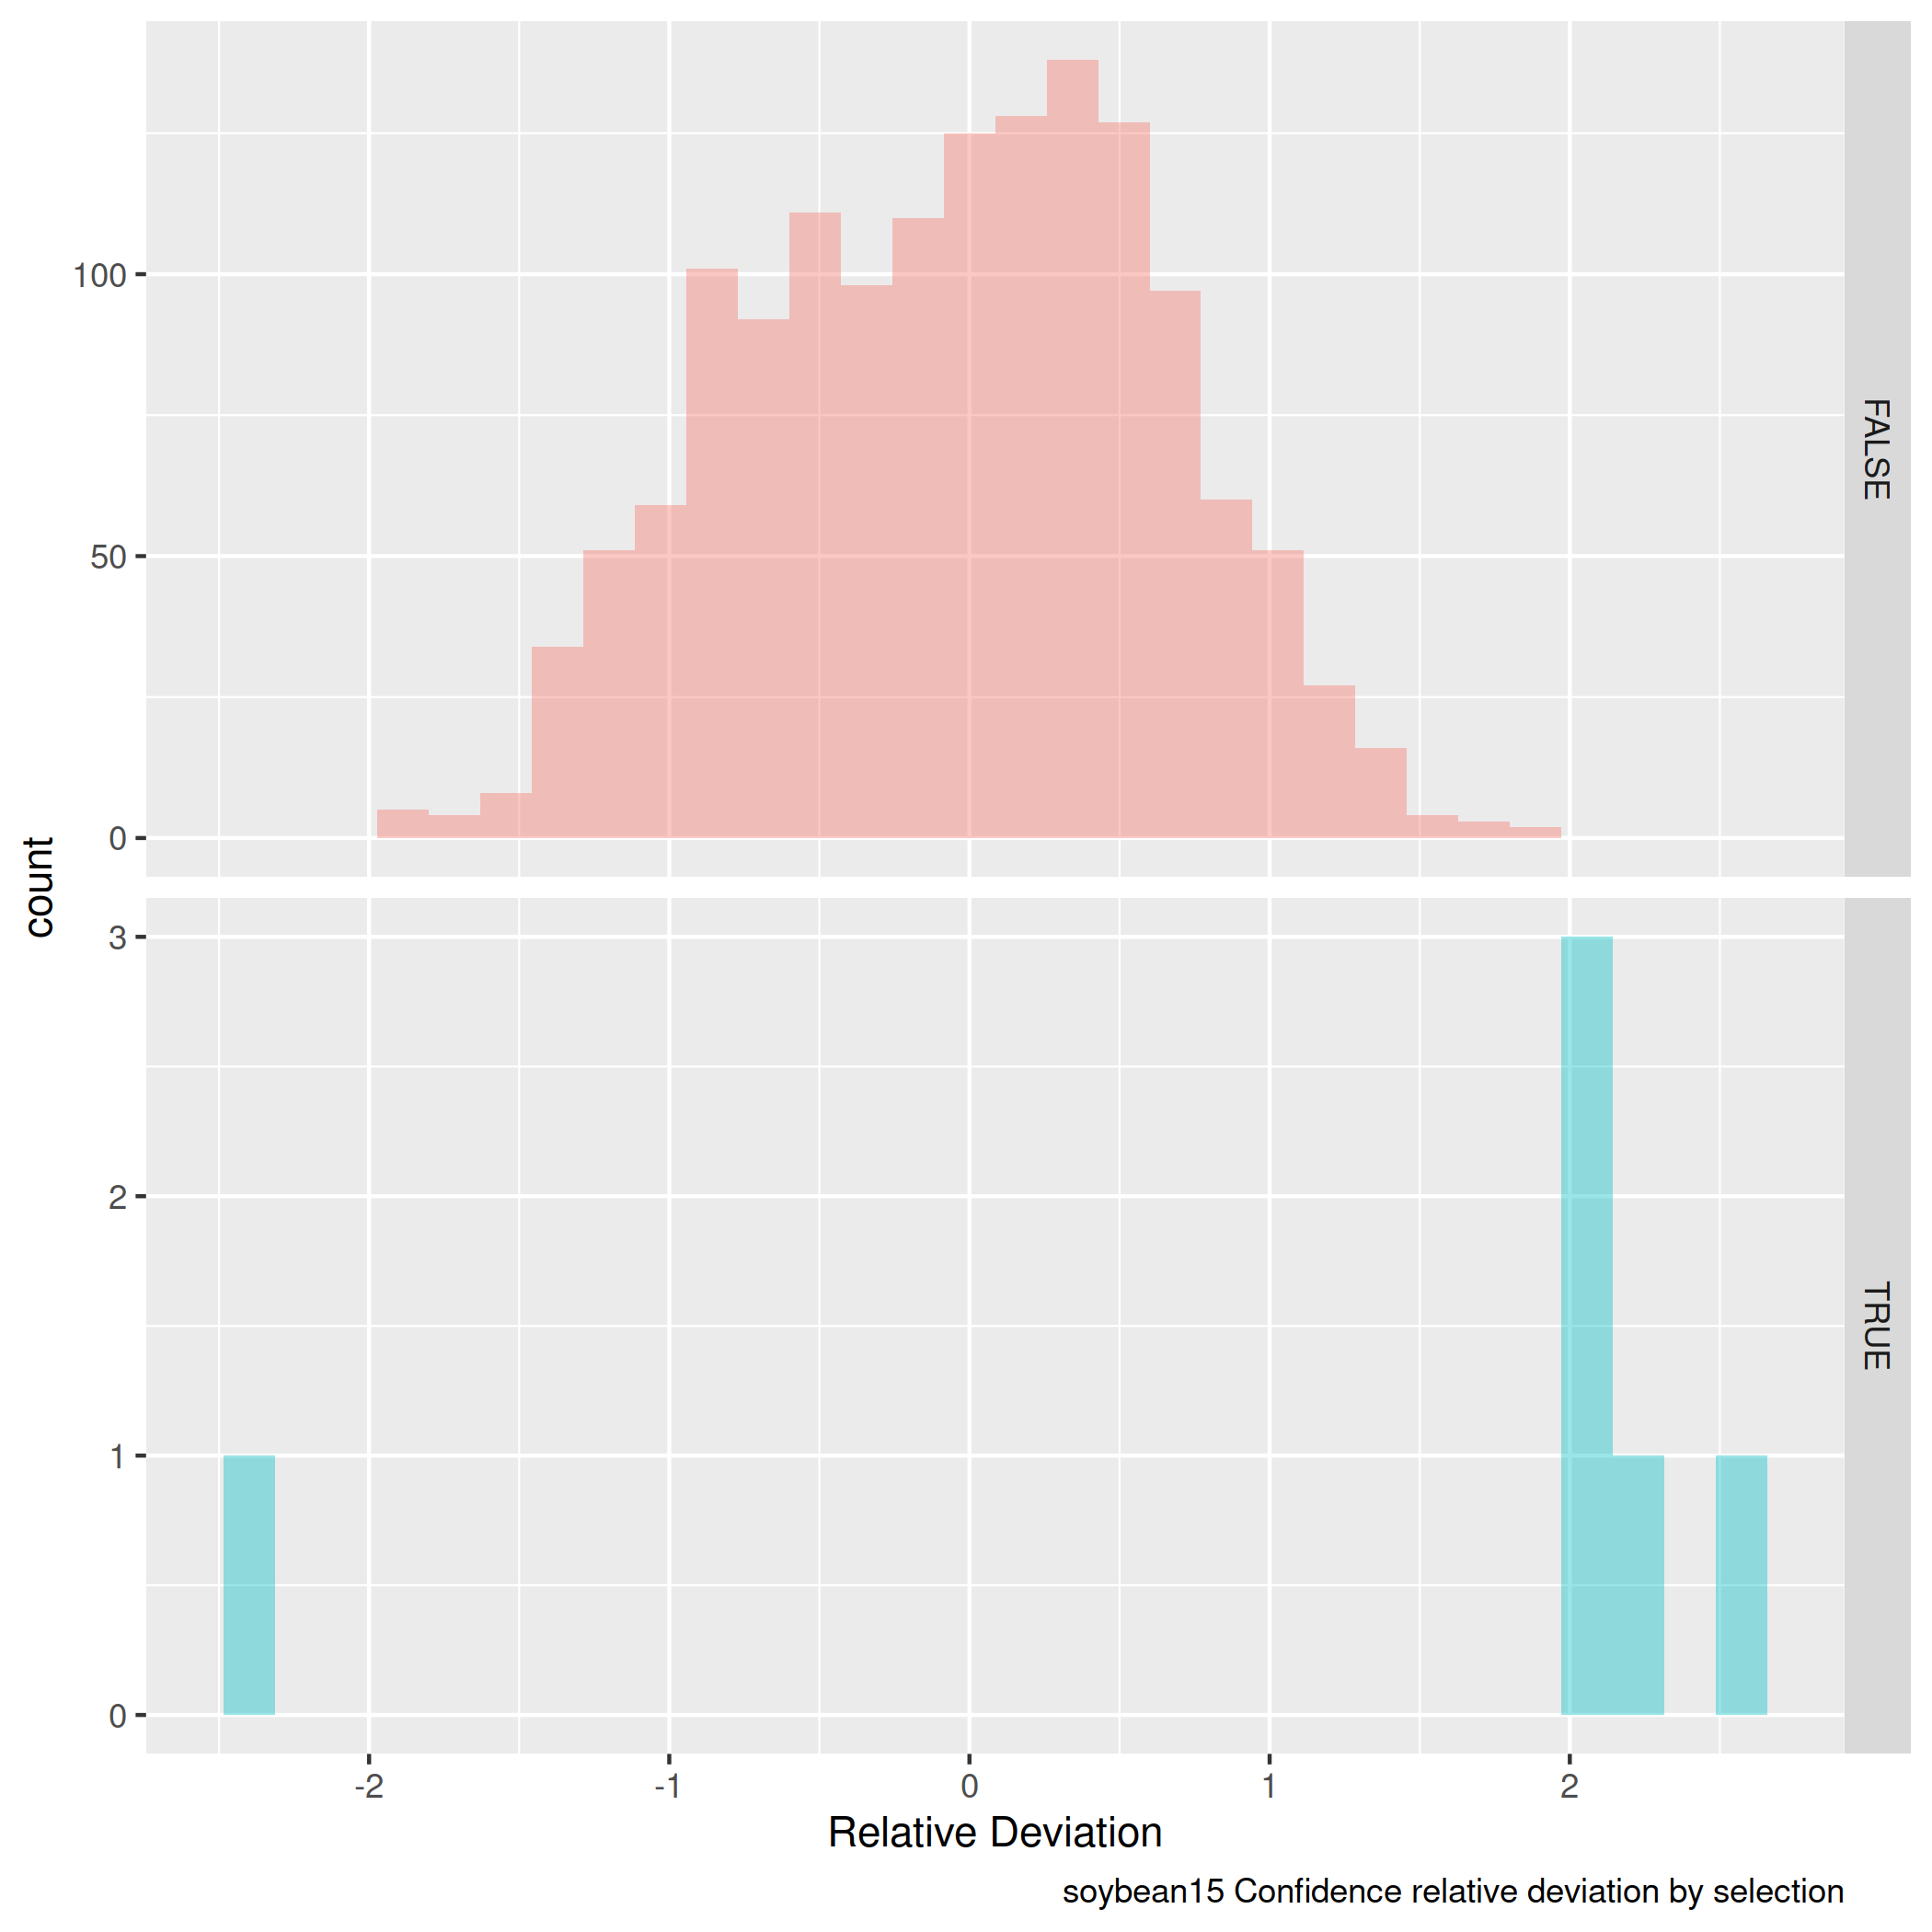 count
100
50
0
FALSE
3
2
1
0
TRUE
-2 -1 0 1 2
Relative Deviation
soybean15 Confidence relative deviation by selection